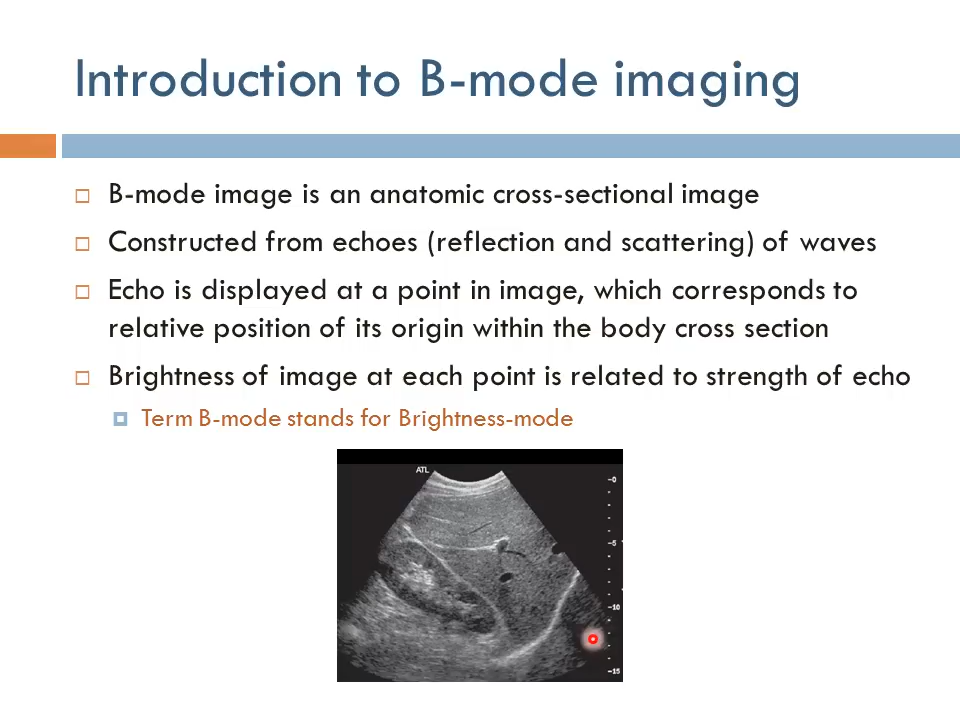 Introduction to B-mode imaging
B-mode image is an anatomic cross-sectional image
Constructed from echoes (reflection and scattering) of waves
Echo is displayed at a point in image, which corresponds to
relative position of its origin within the body cross section
Brightness of image at each point is related to strength of echo
Term B-mode stands for Brightness-mode
ATL
-0
-5
-10
-15